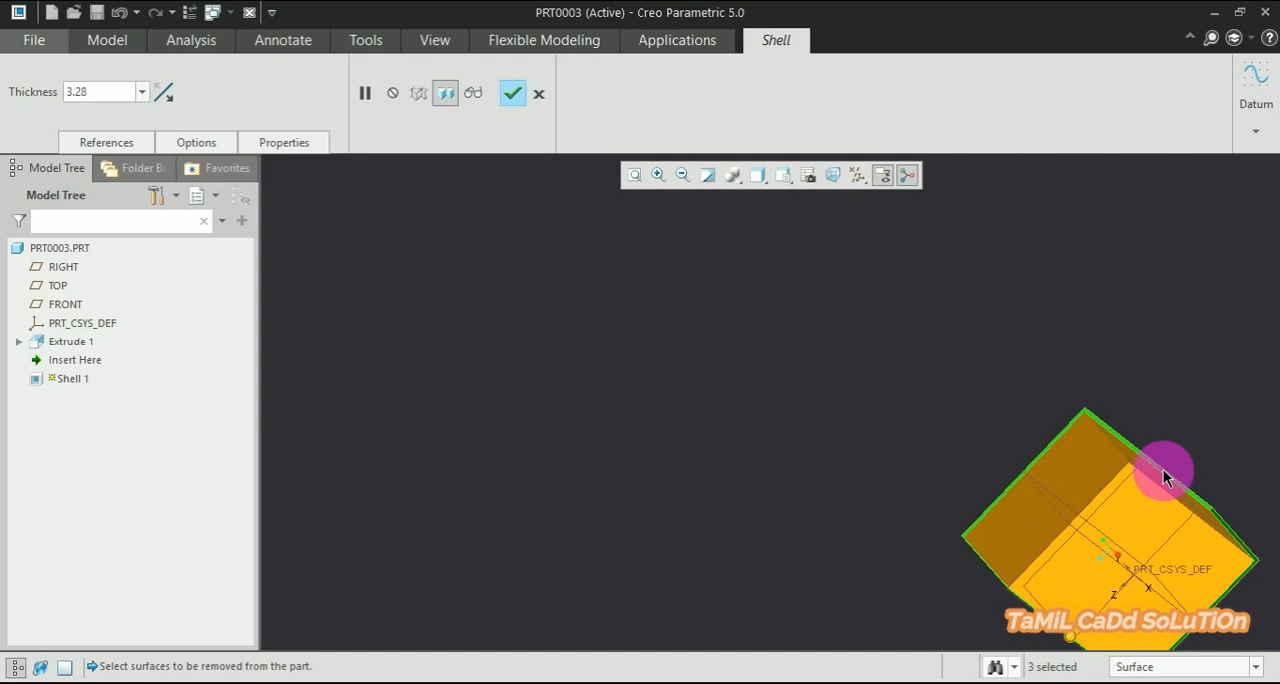 PRT0003 (Active) - Creo Parametric 5.0
File Model Analysis Annotate Tools View Flexible Modeling Applications Shell
Thickness 3.28
Datum
References Options Properties
Model Tree Folder B Favorites
Model Tree
PRT0003.PRT
RIGHT
TOP
FRONT
PRT_CSYS_DEF
Extrude 1
Insert Here
Shell 1
Y
PRT_CSYS_DEF
X
Z
TaMiL CaDd SoLuTiOn
Select surfaces to be removed from the part.
3 selected
Surface